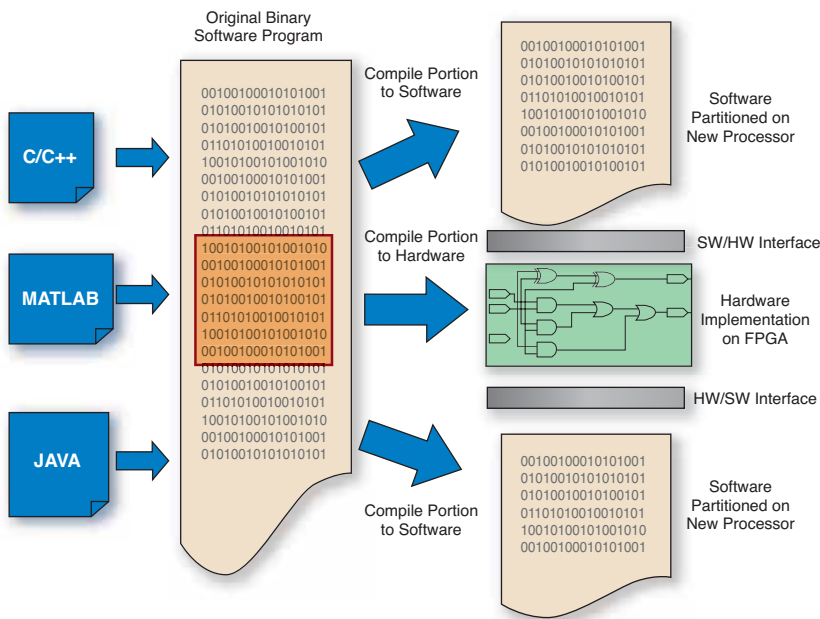 Original Binary
Software Program
C/C++
MATLAB
JAVA
00100100010101001
01010010101010101
01010010010100101
01101010010010101
10010100101001010
00100100010101001
01010010101010101
01010010010100101
01101010010010101
10010100101001010
00100100010101001
01010010101010101
01010010010100101
01101010010010101
10010100101001010
00100100010101001
01010010101010101
01010010010100101
01101010010010101
10010100101001010
00100100010101001
01010010101010101
Compile Portion
to Software
Compile Portion
to Hardware
Compile Portion
to Software
00100100010101001
01010010101010101
01010010010100101
01101010010010101
10010100101001010
00100100010101001
01010010101010101
01010010010100101
Software
Partitioned on
New Processor
SW/HW Interface
Hardware
Implementation
on FPGA
HW/SW Interface
00100100010101001
01010010101010101
01010010010100101
01101010010010101
10010100101001010
00100100010101001
Software
Partitioned on
New Processor